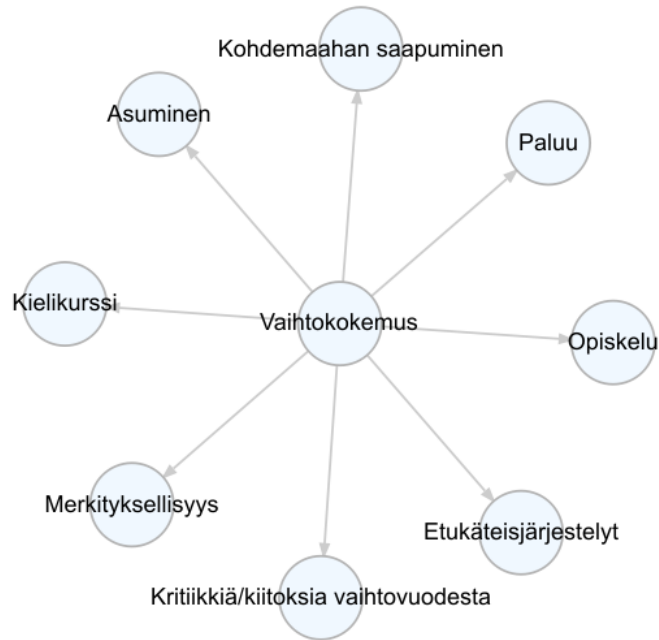 Kohdemaahan saapuminen
Asuminen
Paluu
Kielikurssi
Vaihtokokemus
Opiskelu
Merkityksellisyys
Etukäteisjärjestelyt
Kritiikkiä/kiitoksia vaihtovuodesta